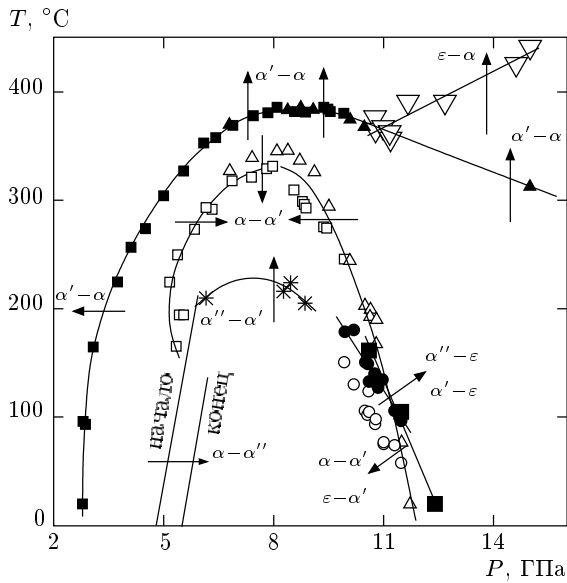 T, °C
400
300
200
100
0
2
5
8
11
14
P, ГПа
α′–α
ε–α
α′–α
α–α′
α′–α
α″–α′
начало
конец
α–α″
α″–ε
α′–ε
α–α′
ε–α′